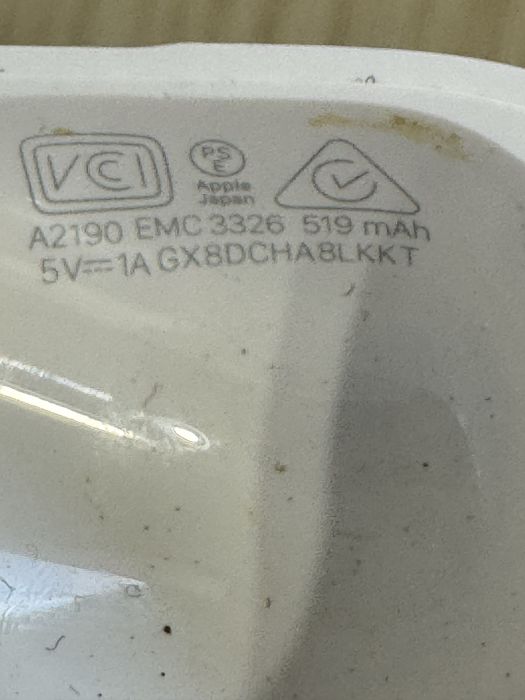 VCI
PS
E
Apple
Japan
A2190 EMC 3326 519 mAh
5V⎓1A GX8DCHA8LKKT